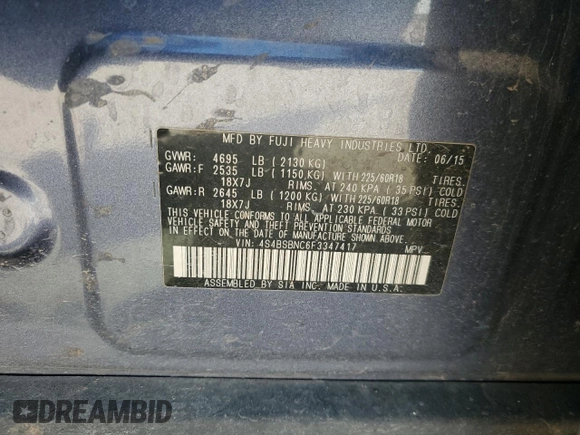 MFD BY FUJI HEAVY INDUSTRIES LTD.
GVWR: 4695 LB ( 2130 KG) DATE: 06/15
GAWR:F 2535 LB ( 1150 KG) WITH 225/60R18 TIRES.
18X7J RIMS. AT 240 KPA ( 35 PSI) COLD
GAWR:R 2645 LB ( 1200 KG) WITH 225/60R18 TIRES.
18X7J RIMS. AT 230 KPA ( 33 PSI) COLD
THIS VEHICLE CONFORMS TO ALL APPLICABLE FEDERAL MOTOR
VEHICLE SAFETY STANDARDS
IN EFFECT ON THE DATE OF MANUFACTURE SHOWN ABOVE.
VIN: 4S4BSBNC6F3347417 MPV
ASSEMBLED BY SIA INC. MADE IN U.S.A.
DREAMBID